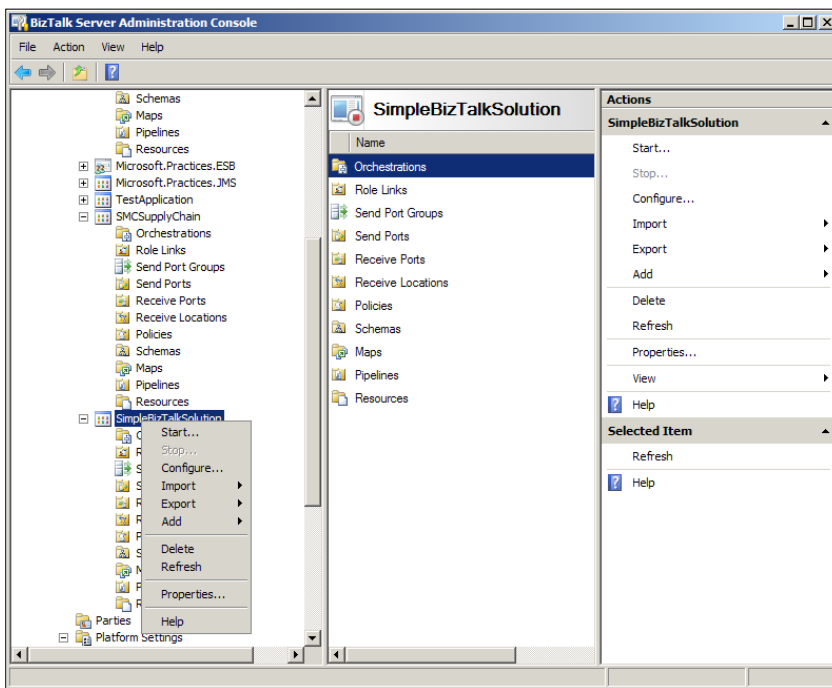 BizTalk Server Administration Console
File Action View Help
Schemas
Maps
Pipelines
Resources
Microsoft.Practices.ESB
Microsoft.Practices.JMS
TestApplication
SMCSupplyChain
Orchestrations
Role Links
Send Port Groups
Send Ports
Receive Ports
Receive Locations
Policies
Schemas
Maps
Pipelines
Resources
SimpleBizTalkSolution
Start...
Stop...
Configure...
Import
Export
Add
Delete
Refresh
Properties...
Help
Parties
Platform Settings
SimpleBizTalkSolution
Name
Orchestrations
Role Links
Send Port Groups
Send Ports
Receive Ports
Receive Locations
Policies
Schemas
Maps
Pipelines
Resources
Actions
SimpleBizTalkSolution
Start...
Stop...
Configure...
Import
Export
Add
Delete
Refresh
Properties...
View
Help
Selected Item
Refresh
Help